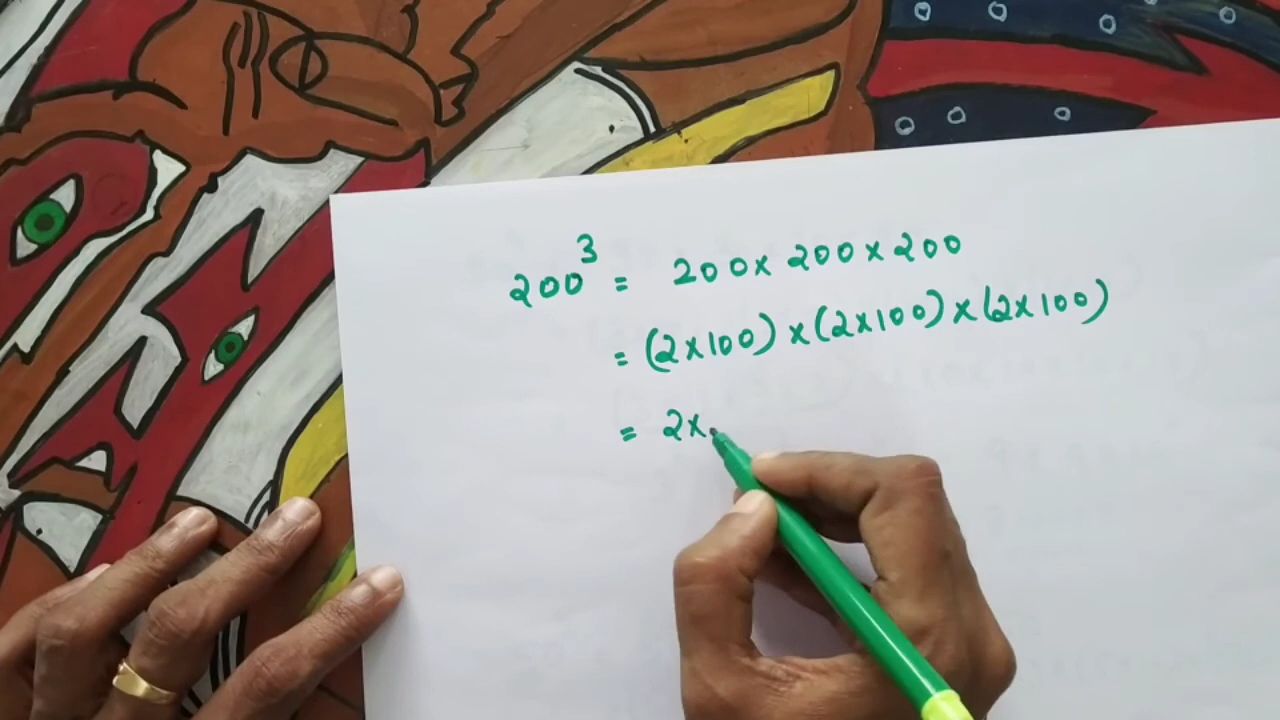 200³ = 200 x 200 x 200
= (2 x 100) x (2 x 100) x (2 x 100)
= 2 x